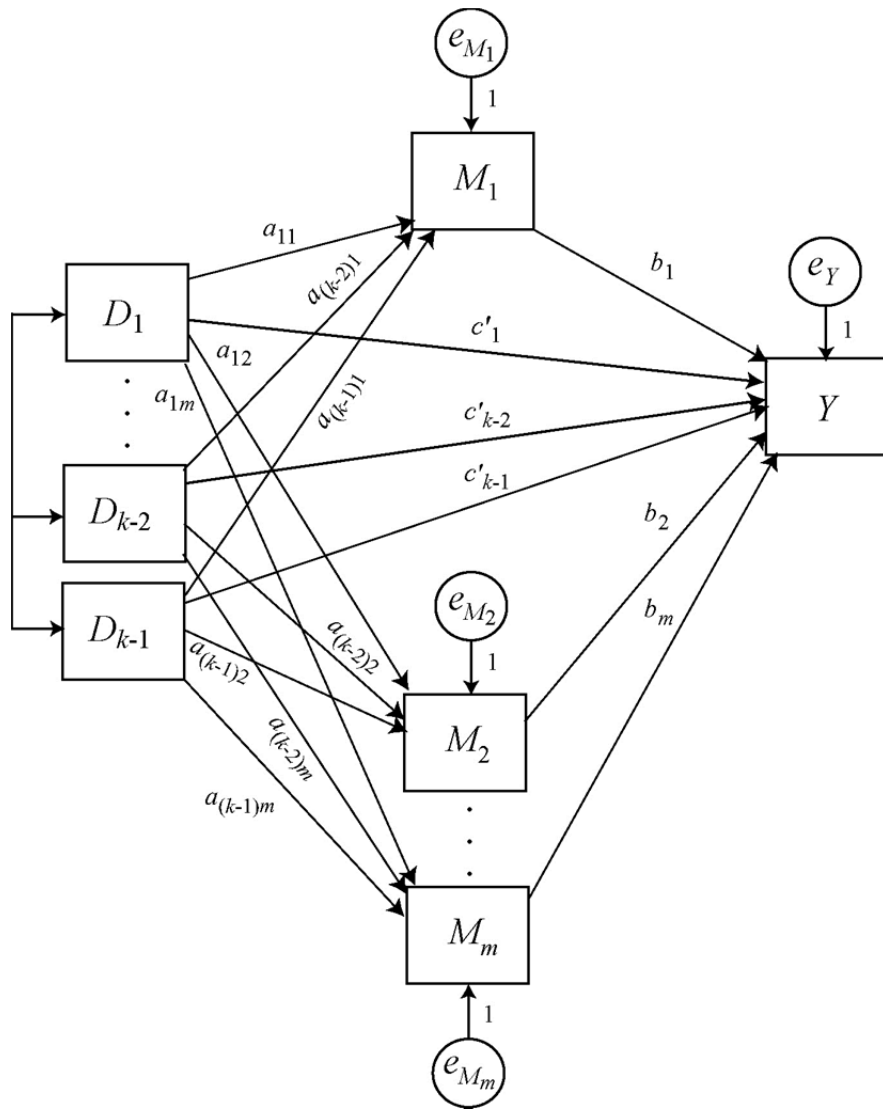 e_{M_1}
1
M_1
a_{11}
a_{(k-2)1}
b_1
e_Y
1
D_1
c'_1
a_{12}
a_{1m}
a_{(k-1)1}
Y
c'_{k-2}
D_{k-2}
c'_{k-1}
b_2
D_{k-1}
e_{M_2}
b_m
1
a_{(k-2)2}
a_{(k-1)2}
M_2
a_{(k-2)m}
a_{(k-1)m}
M_m
1
e_{M_m}